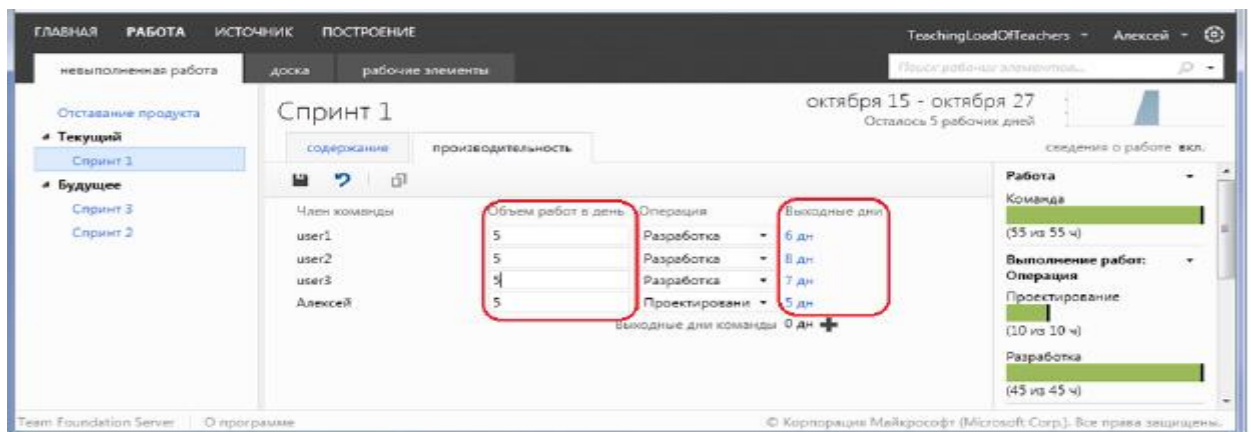 ГЛАВНАЯ РАБОТА ИСТОЧНИК ПОСТРОЕНИЕ TeachingLoadOfTeachers Алексей
невыполненная работа доска рабочие элементы Поиск рабочих элементов...
Отставание продукта
Текущий
Спринт 1
Будущее
Спринт 3
Спринт 2
Спринт 1
октября 15 - октября 27
Осталось 5 рабочих дней
содержание производительность сведения о работе вкл.
Член команды Объем работ в день Операция Выходные дни
user1 5 Разработка 6 дн
user2 5 Разработка 8 дн
user3 5 Разработка 7 дн
Алексей 5 Проектировани 5 дн
Выходные дни команды 0 дн
Работа
Команда
(55 из 55 ч)
Выполнение работ:
Операция
Проектирование
(10 из 10 ч)
Разработка
(45 из 45 ч)
Team Foundation Server О программе © Корпорация Майкрософт (Microsoft Corp.). Все права защищены.